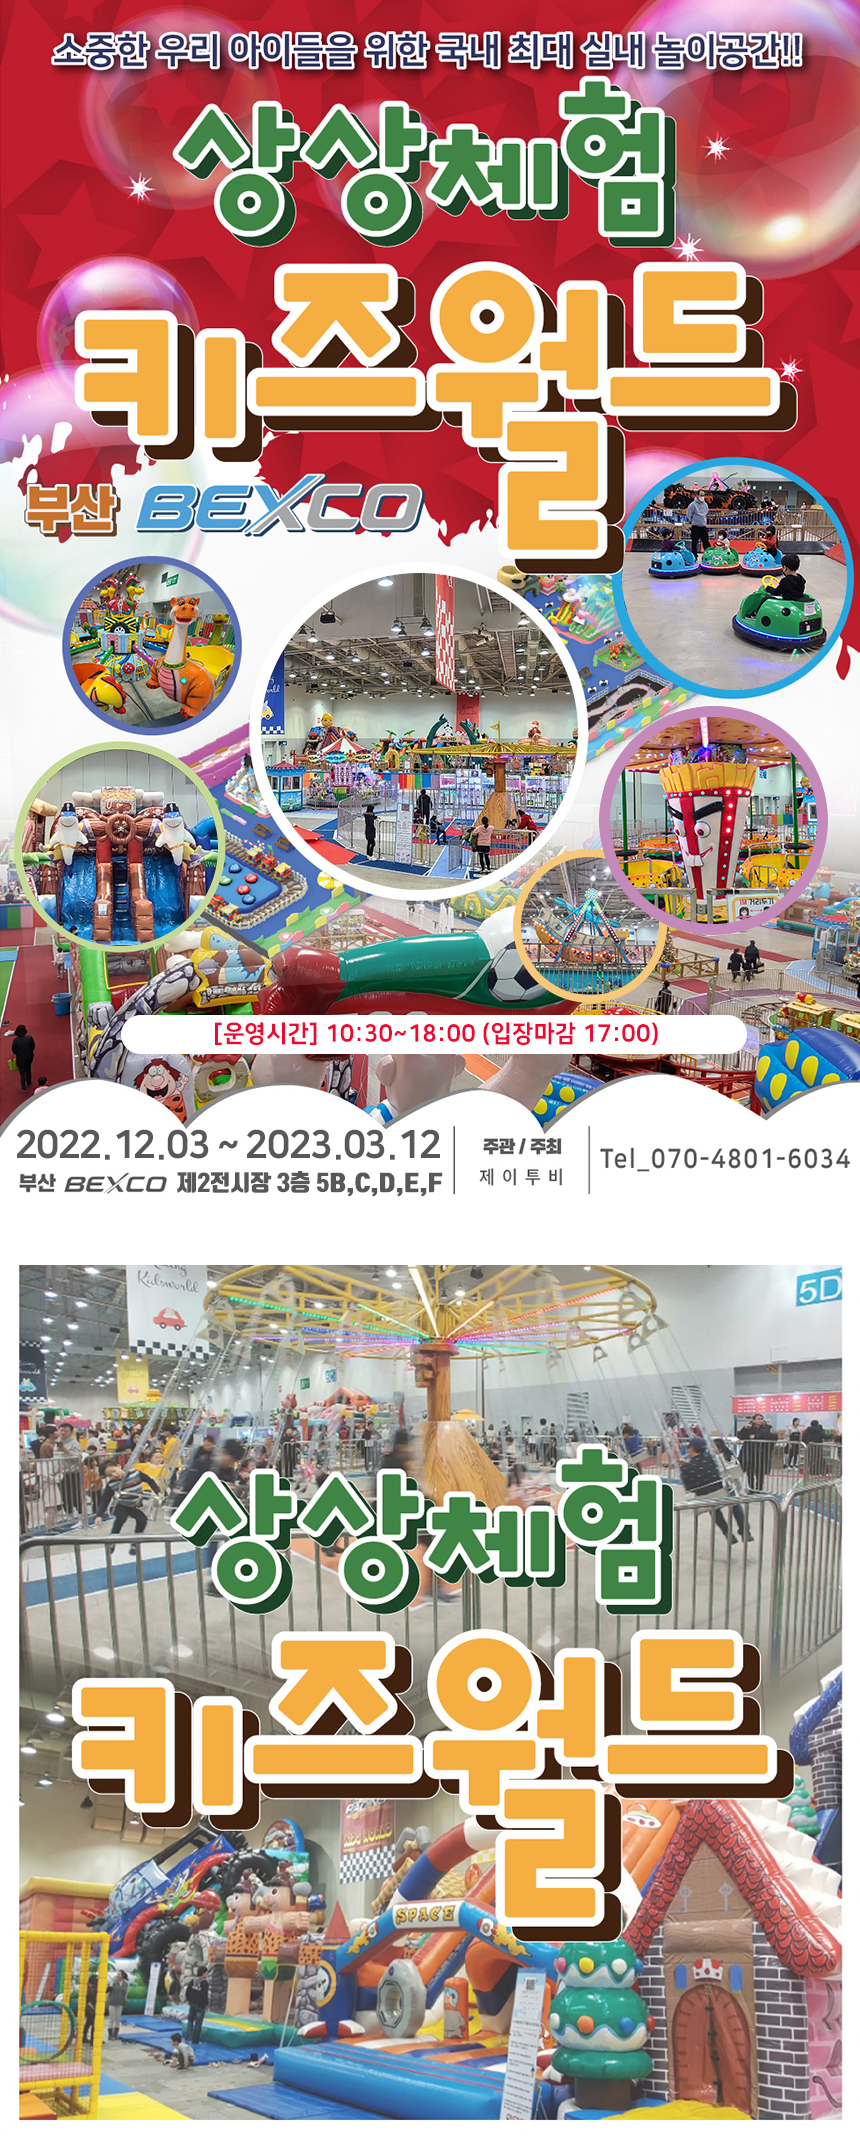 소중한 우리 아이들을 위한 국내 최대 실내 놀이공간!!
상상체험
키즈월드
부산 BEXCO
[운영시간] 10:30~18:00 (입장마감 17:00)
2022.12.03 ~ 2023.03.12
부산 BEXCO 제2전시장 3층 5B,C,D,E,F
주관 / 주최
제이투비
Tel_070-4801-6034
Kidsworld
5D
상상체험
키즈월드
SPACE